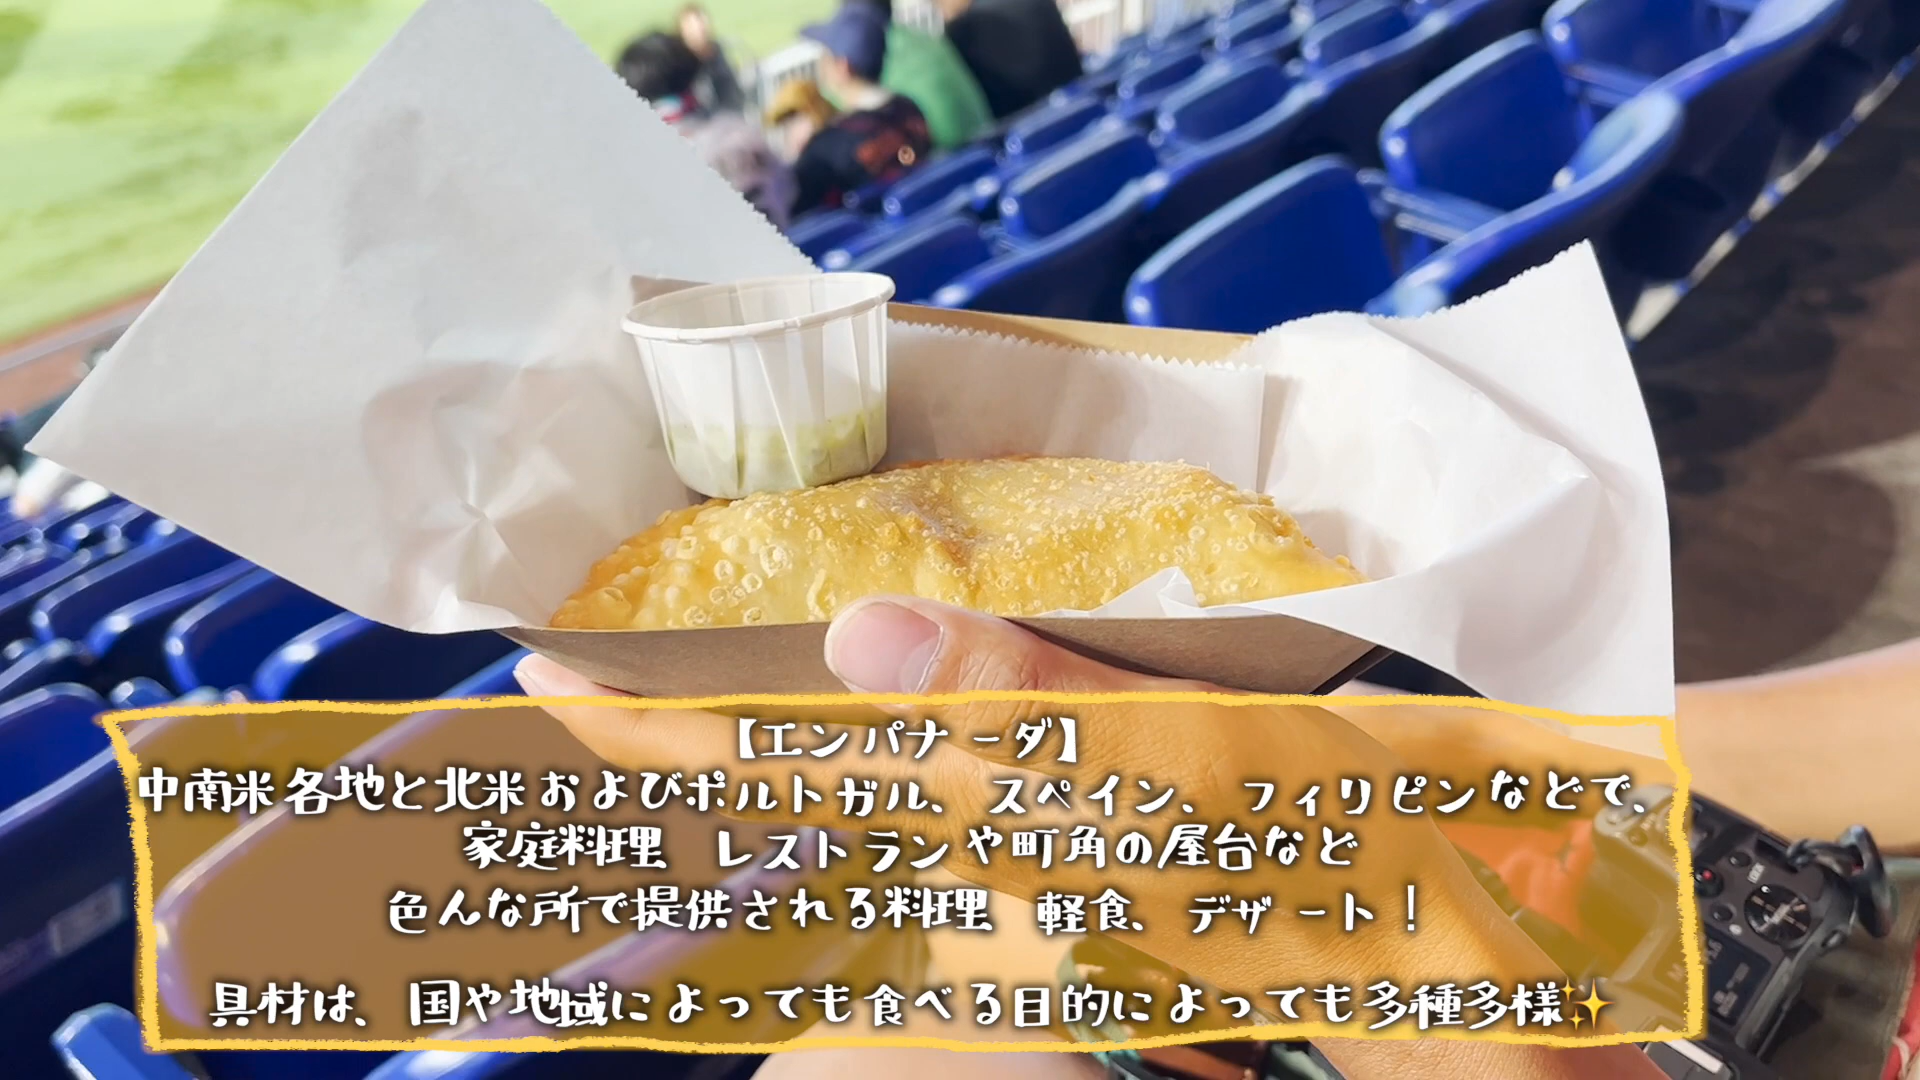 【エンパナーダ】
中南米各地と北米およびポルトガル、スペイン、フィリピンなどで、
家庭料理　レストランや町角の屋台など
色んな所で提供される料理　軽食、デザート！
具材は、国や地域によっても食べる目的によっても多種多様✨